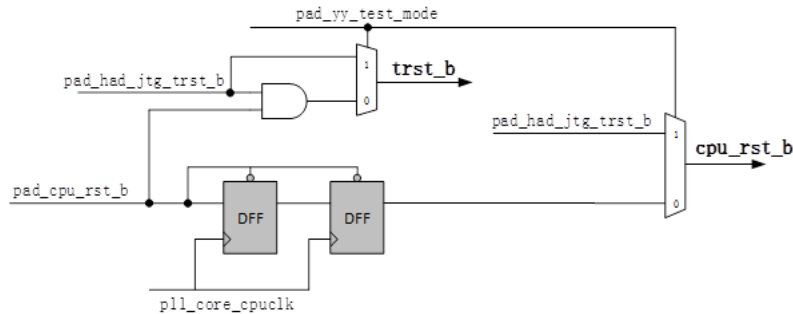 pad_yy_test_mode
1
trst_b
pad_had_jtg_trst_b
0
pad_had_jtg_trst_b
1
cpu_rst_b
pad_cpu_rst_b
0
DFF
DFF
pll_core_cpuclk